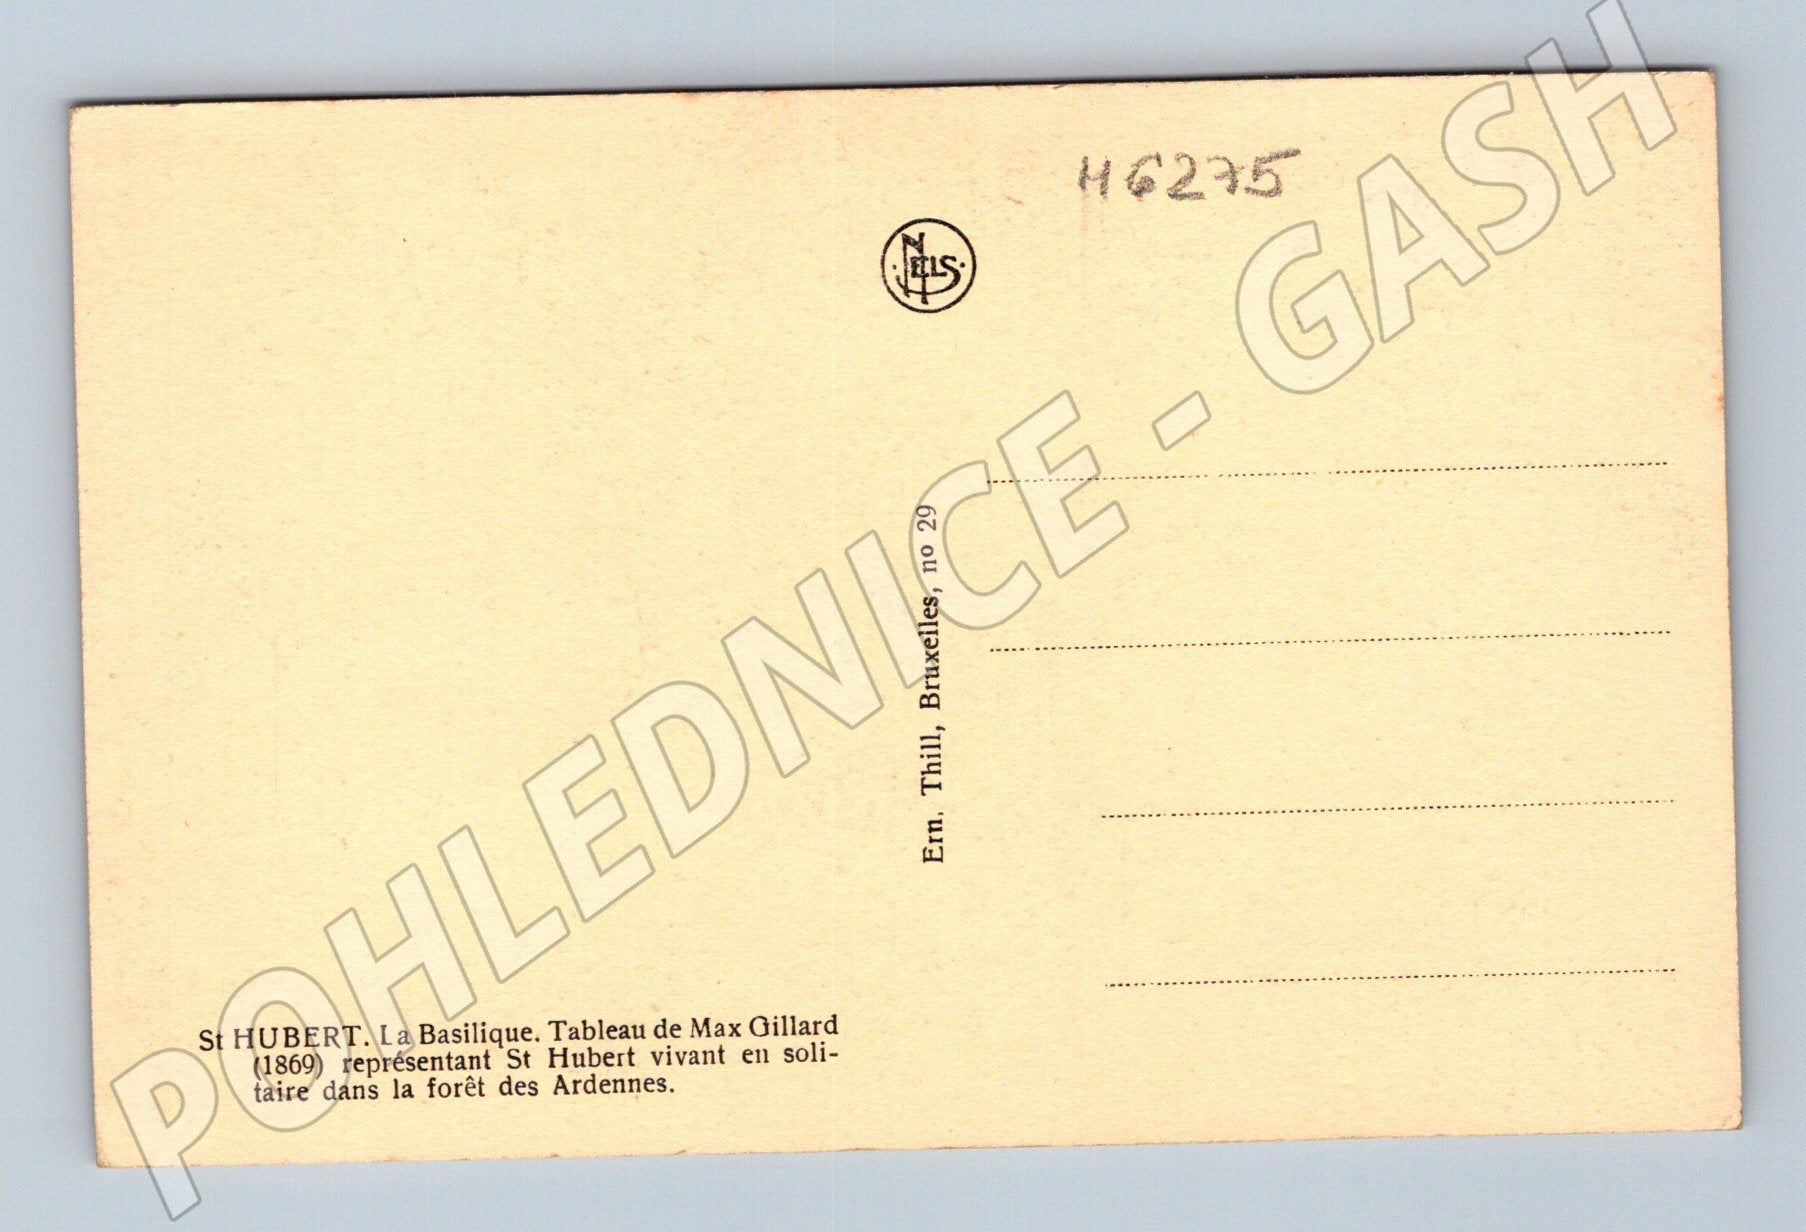 H6275
NELS
Ern. Thill, Bruxelles, no 29
St HUBERT. La Basilique. Tableau de Max Gillard
(1869) représentant St Hubert vivant en soli-
taire dans la forêt des Ardennes.
POHLEDNICE - GASH